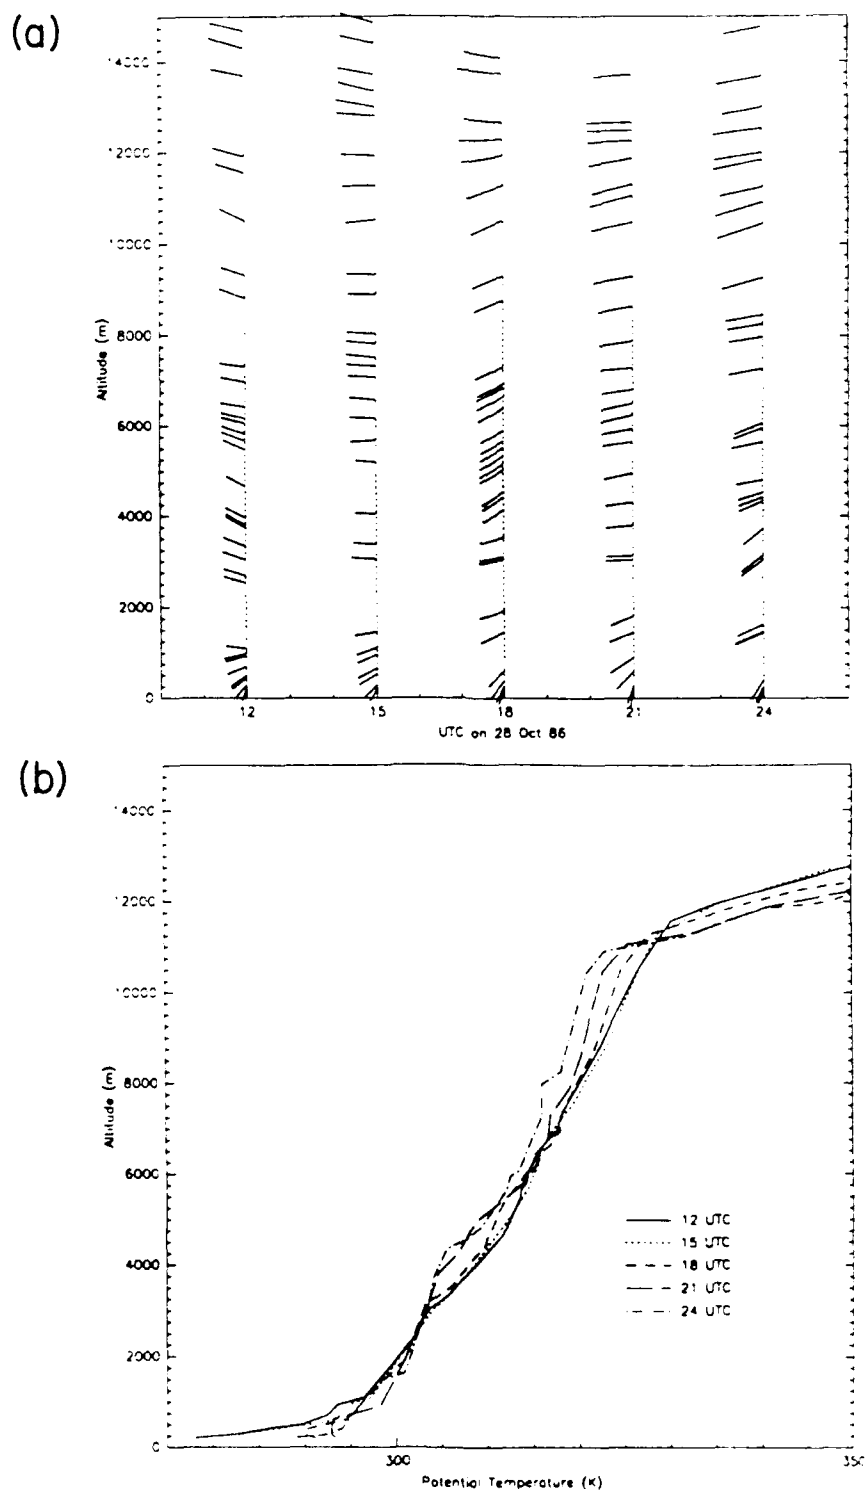 (a)
14000
12000
10000
8000
6000
4000
2000
0
Altitude (m)
12 15 18 21 24
UTC on 28 Oct 86
(b)
14000
12000
10000
8000
6000
4000
2000
0
Altitude (m)
12 UTC
15 UTC
18 UTC
21 UTC
24 UTC
300 350
Potential Temperature (K)